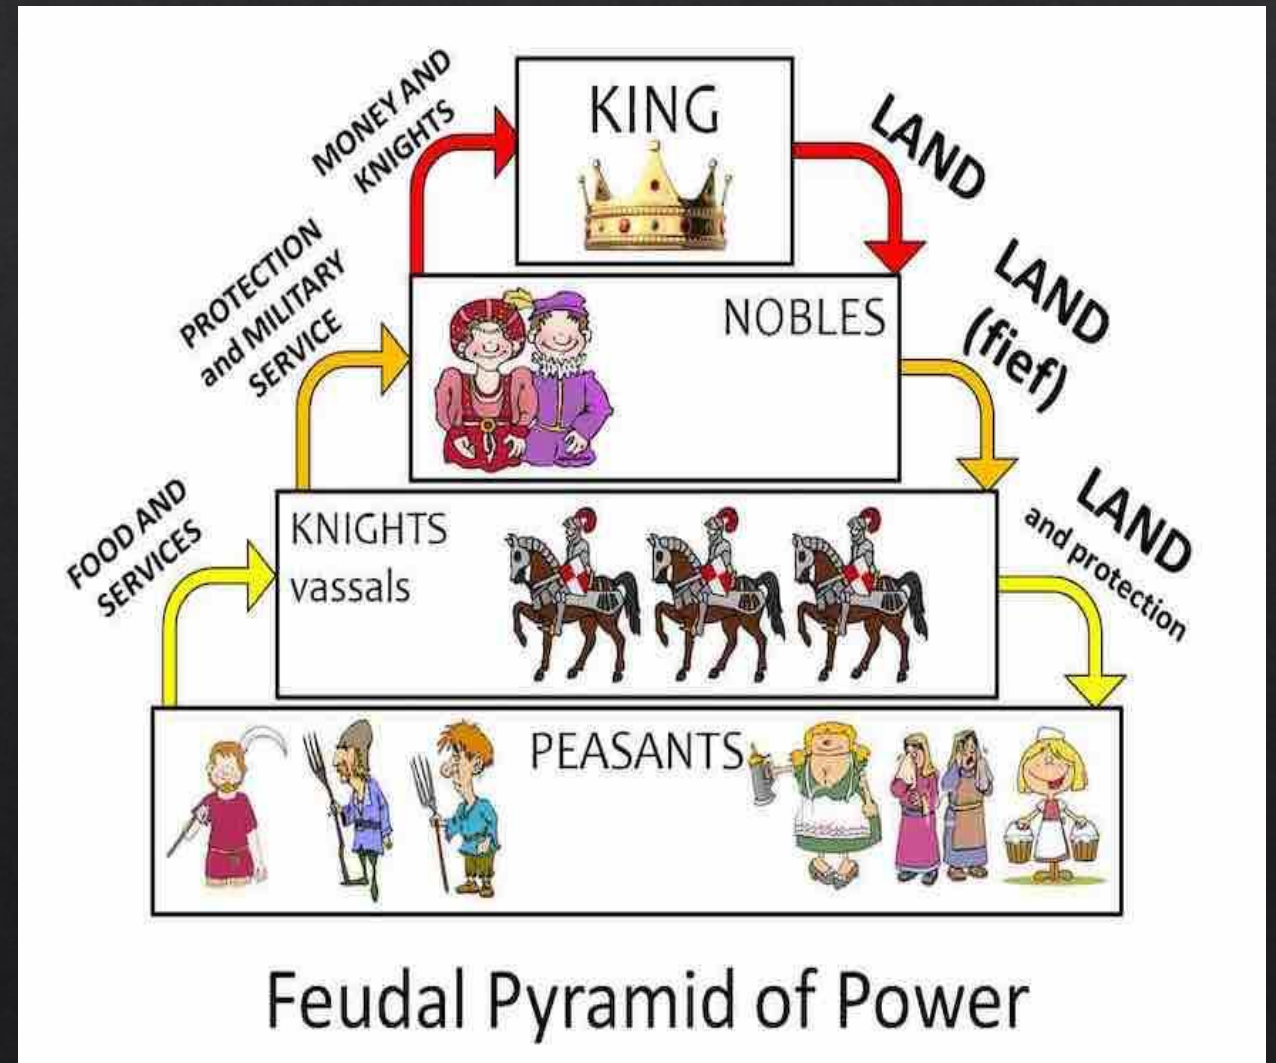 MONEY AND
KNIGHTS
KING
LAND
PROTECTION
and MILITARY
SERVICE
NOBLES
LAND
(fief)
FOOD AND
SERVICES
KNIGHTS
vassals
LAND
and protection
PEASANTS
Feudal Pyramid of Power